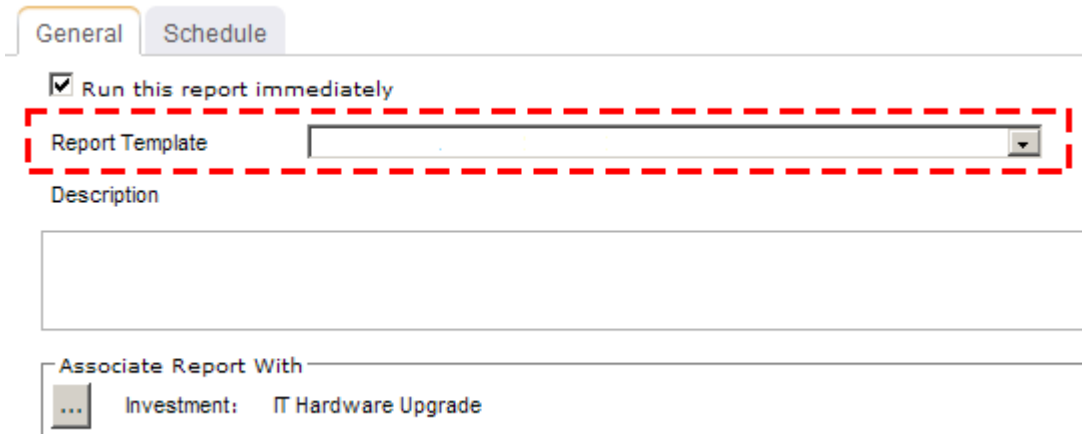 General Schedule
Run this report immediately
Report Template
Description
Associate Report With
... Investment: IT Hardware Upgrade